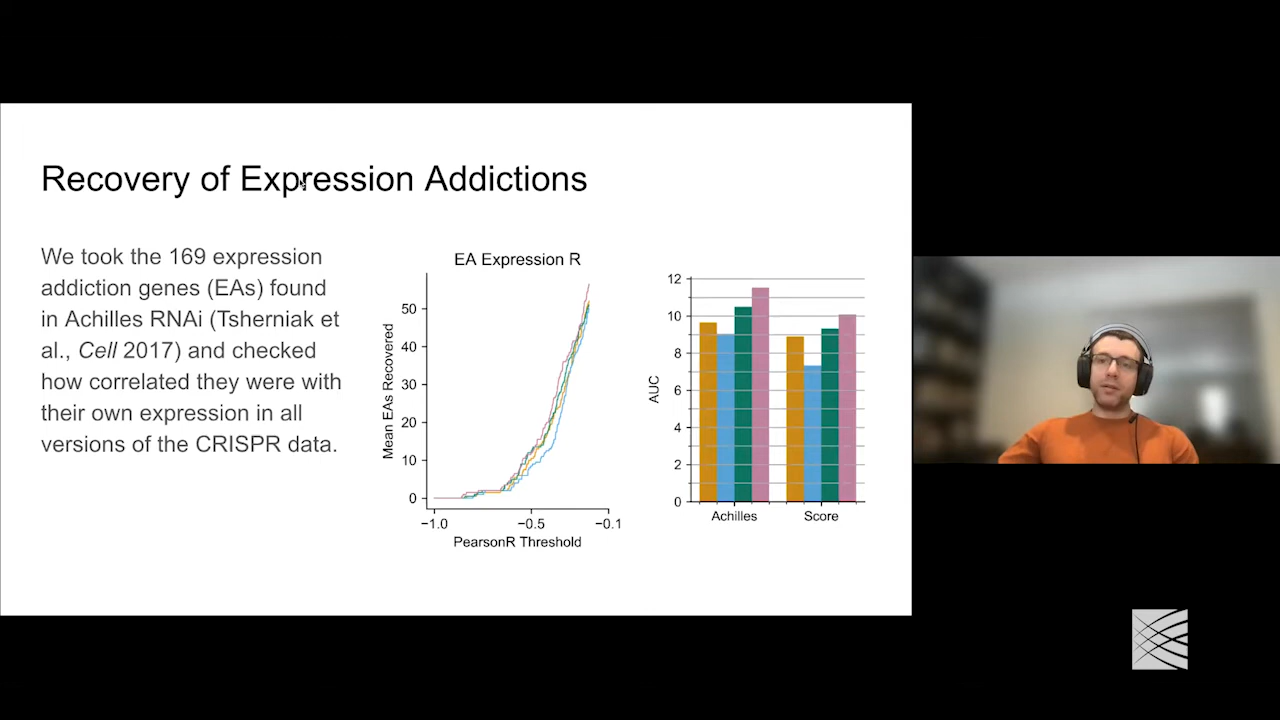 Recovery of Expression Addictions
We took the 169 expression
addiction genes (EAs) found
in Achilles RNAi (Tsherniak et
al., Cell 2017) and checked
how correlated they were with
their own expression in all
versions of the CRISPR data.
EA Expression R
Mean EAs Recovered
50
40
30
20
10
0
−1.0
−0.5
−0.1
PearsonR Threshold
AUC
12
10
8
6
4
2
0
Achilles
Score